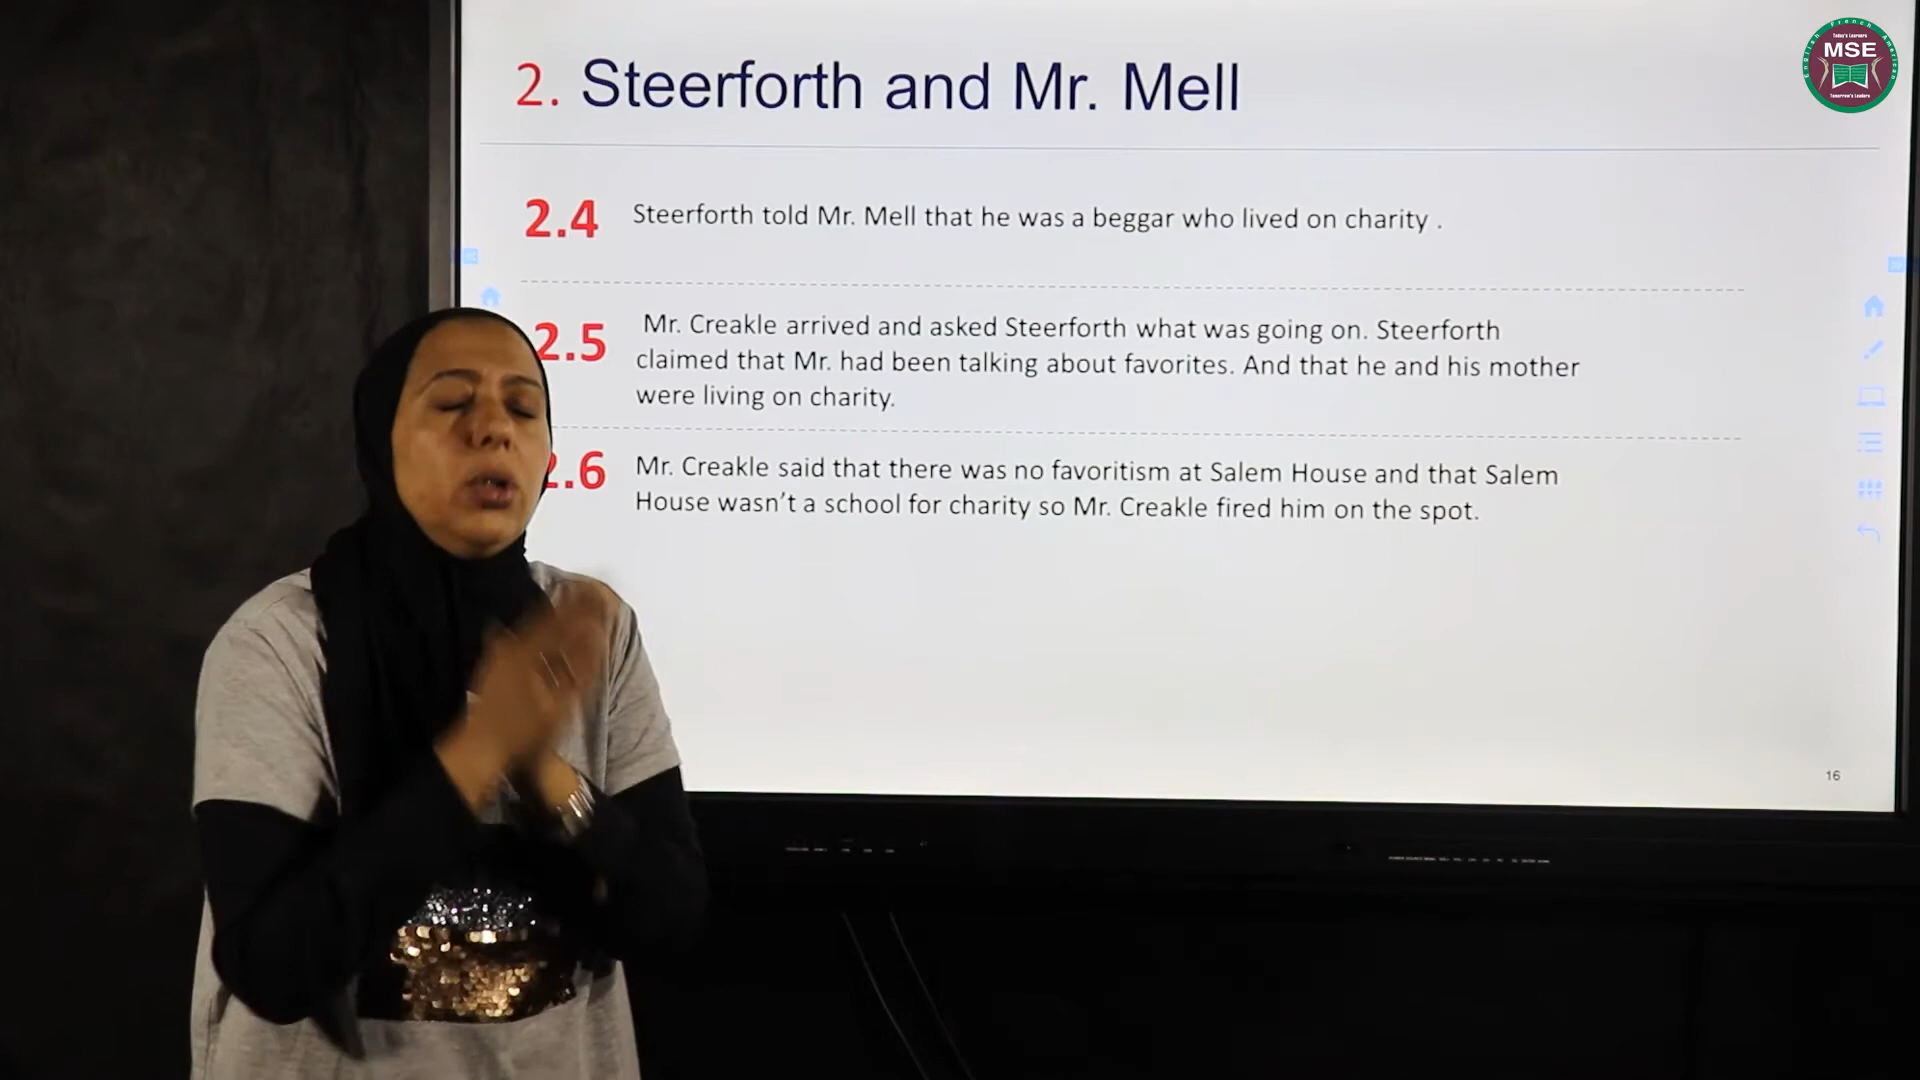 2. Steerforth and Mr. Mell
2.4 Steerforth told Mr. Mell that he was a beggar who lived on charity .
2.5 Mr. Creakle arrived and asked Steerforth what was going on. Steerforth
claimed that Mr. had been talking about favorites. And that he and his mother
were living on charity.
2.6 Mr. Creakle said that there was no favoritism at Salem House and that Salem
House wasn't a school for charity so Mr. Creakle fired him on the spot.
16
English French American
Today's Learners
MSE
Tomorrow's Leaders